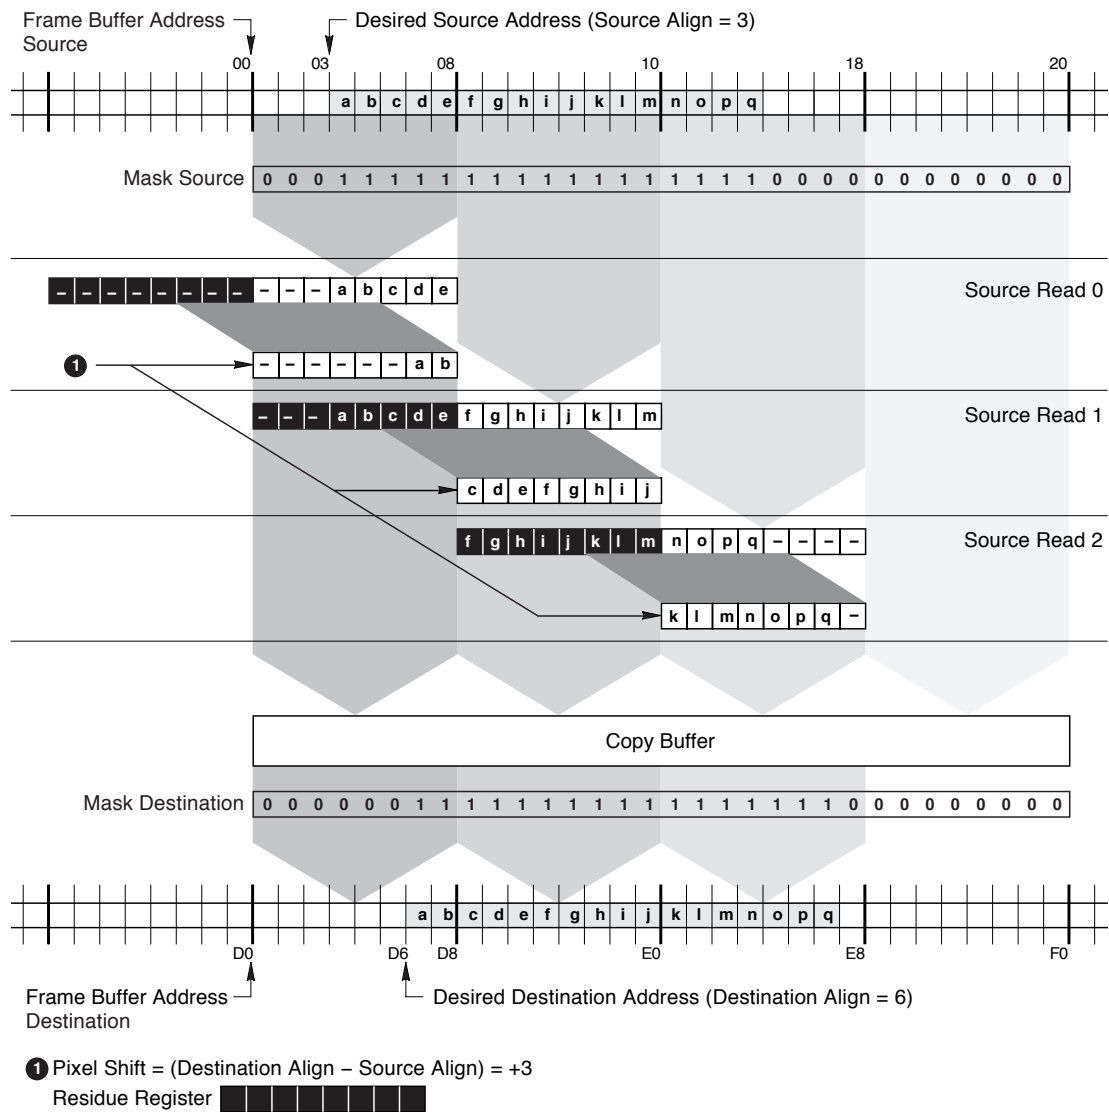 Frame Buffer Address
Source
Desired Source Address (Source Align = 3)
00 03 08 10 18 20
a b c d e f g h i j k l m n o p q
Mask Source 0 0 0 1 1 1 1 1 1 1 1 1 1 1 1 1 1 1 1 1 0 0 0 0 0 0 0 0 0 0 0 0
– – – – – – – – – – – a b c d e Source Read 0
1 – – – – – – a b
– – – a b c d e f g h i j k l m Source Read 1
c d e f g h i j
f g h i j k l m n o p q – – – – Source Read 2
k l m n o p q –
Copy Buffer
Mask Destination 0 0 0 0 0 0 1 1 1 1 1 1 1 1 1 1 1 1 1 1 1 1 1 0 0 0 0 0 0 0 0 0
a b c d e f g h i j k l m n o p q
D0 D6 D8 E0 E8 F0
Frame Buffer Address
Destination
Desired Destination Address (Destination Align = 6)
1 Pixel Shift = (Destination Align – Source Align) = +3
Residue Register